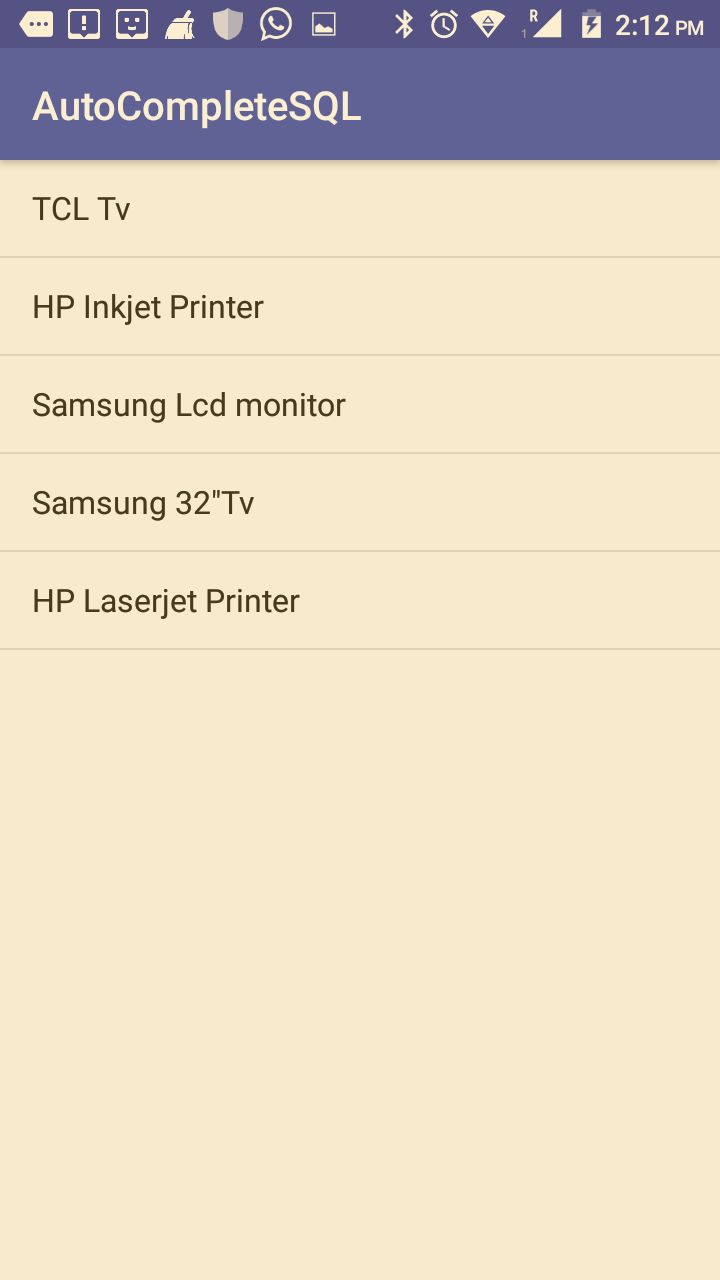 R
1
2:12 PM
AutoCompleteSQL
TCL Tv
HP Inkjet Printer
Samsung Lcd monitor
Samsung 32"Tv
HP Laserjet Printer